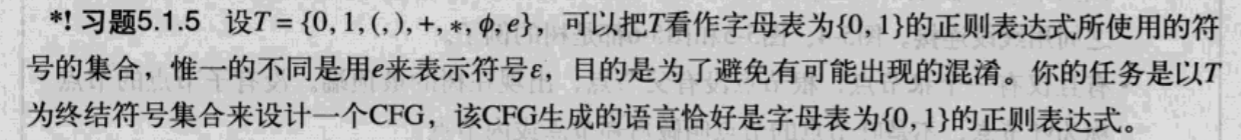 *! 习题5.1.5 设T = {0, 1, (, ), +, *, ϕ, e}，可以把T看作字母表为{0, 1}的正则表达式所使用的符
号的集合，惟一的不同是用e来表示符号ε，目的是为了避免有可能出现的混淆。你的任务是以T
为终结符号集合来设计一个CFG，该CFG生成的语言恰好是字母表为{0, 1}的正则表达式。